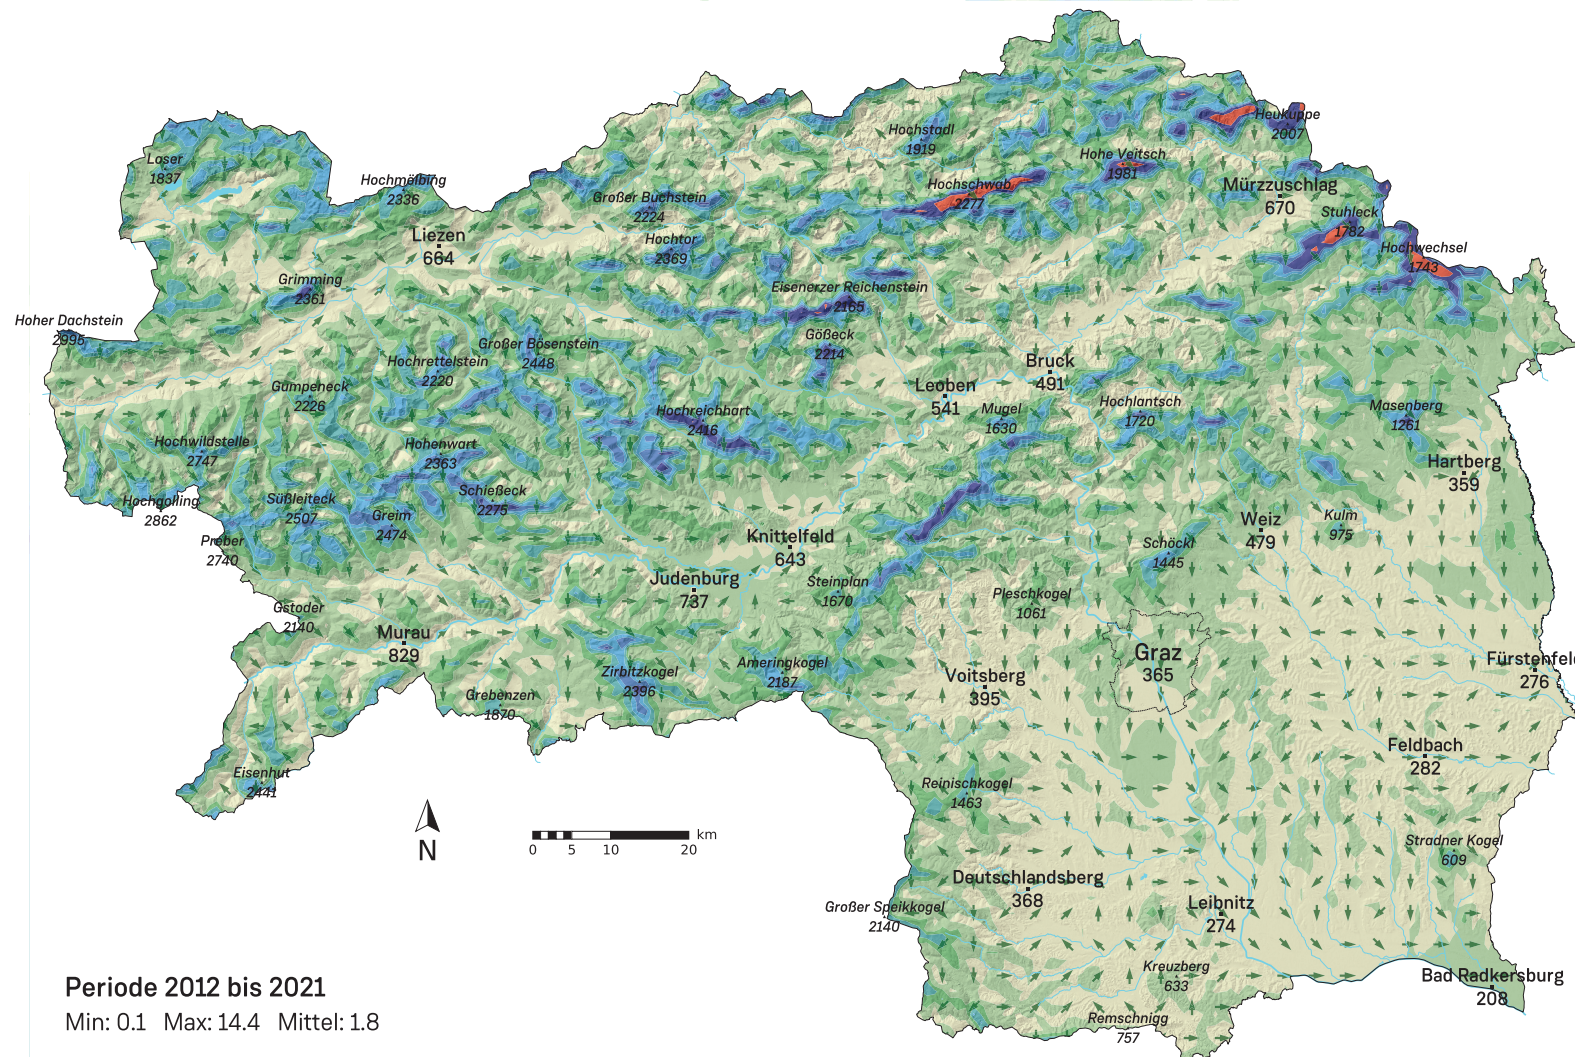 Heukuppe
2007
Hochstadl
1919
Loser
1837
Hohe Veitsch
1981
Hochmölbing
2336
Hochschwab
2277
Mürzzuschlag
670
Großer Buchstein
2224
Stuhleck
1782
Liezen
664
Hochtor
2369
Hochwechsel
1743
Grimming
2361
Eisenerzer Reichenstein
2165
Hoher Dachstein
2995
Gößeck
2214
Großer Bösenstein
2448
Hochrettelstein
2220
Bruck
491
Gumpeneck
2226
Leoben
541
Hochlantsch
1720
Masenberg
1261
Hochreichhart
2416
Mugel
1630
Hochwildstelle
2747
Hohenwart
2363
Hartberg
359
Schießeck
2275
Hochgolling
2862
Süßleiteck
2507
Greim
2474
Weiz
479
Kulm
975
Preber
2740
Knittelfeld
643
Schöckl
1445
Judenburg
737
Steinplan
1670
Pleschkogel
1061
Gstoder
2140
Murau
829
Graz
365
Fürstenfeld
276
Zirbitzkogel
2396
Ameringkogel
2187
Voitsberg
395
Grebenzen
1870
Feldbach
282
Eisenhut
2441
Reinischkogel
1463
N
km
0 5 10 20
Stradner Kogel
609
Deutschlandsberg
368
Großer Speikkogel
2140
Leibnitz
274
Kreuzberg
633
Bad Radkersburg
208
Periode 2012 bis 2021
Min: 0.1 Max: 14.4 Mittel: 1.8
Remschnigg
757